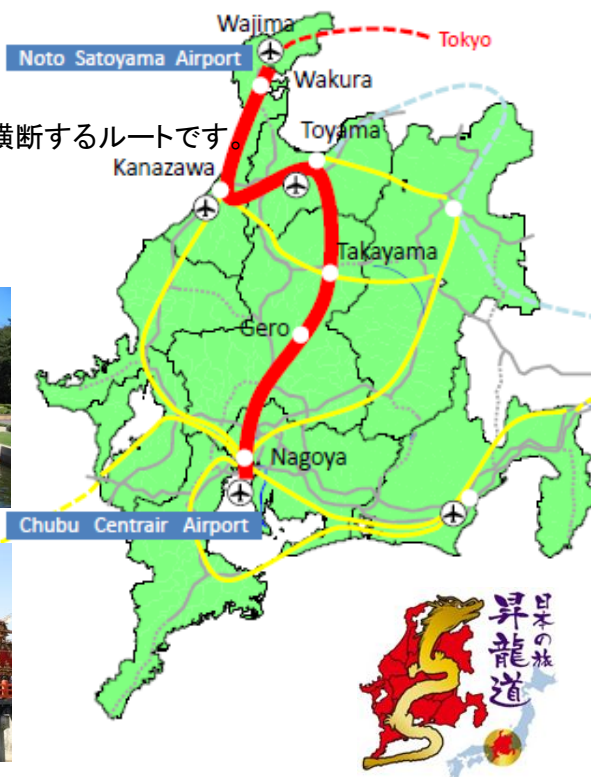 Wajima
Tokyo
Noto Satoyama Airport
Wakura
横断するルートです。
Toyama
Kanazawa
Takayama
Gero
Nagoya
Chubu Centrair Airport
日本の旅
昇龍道